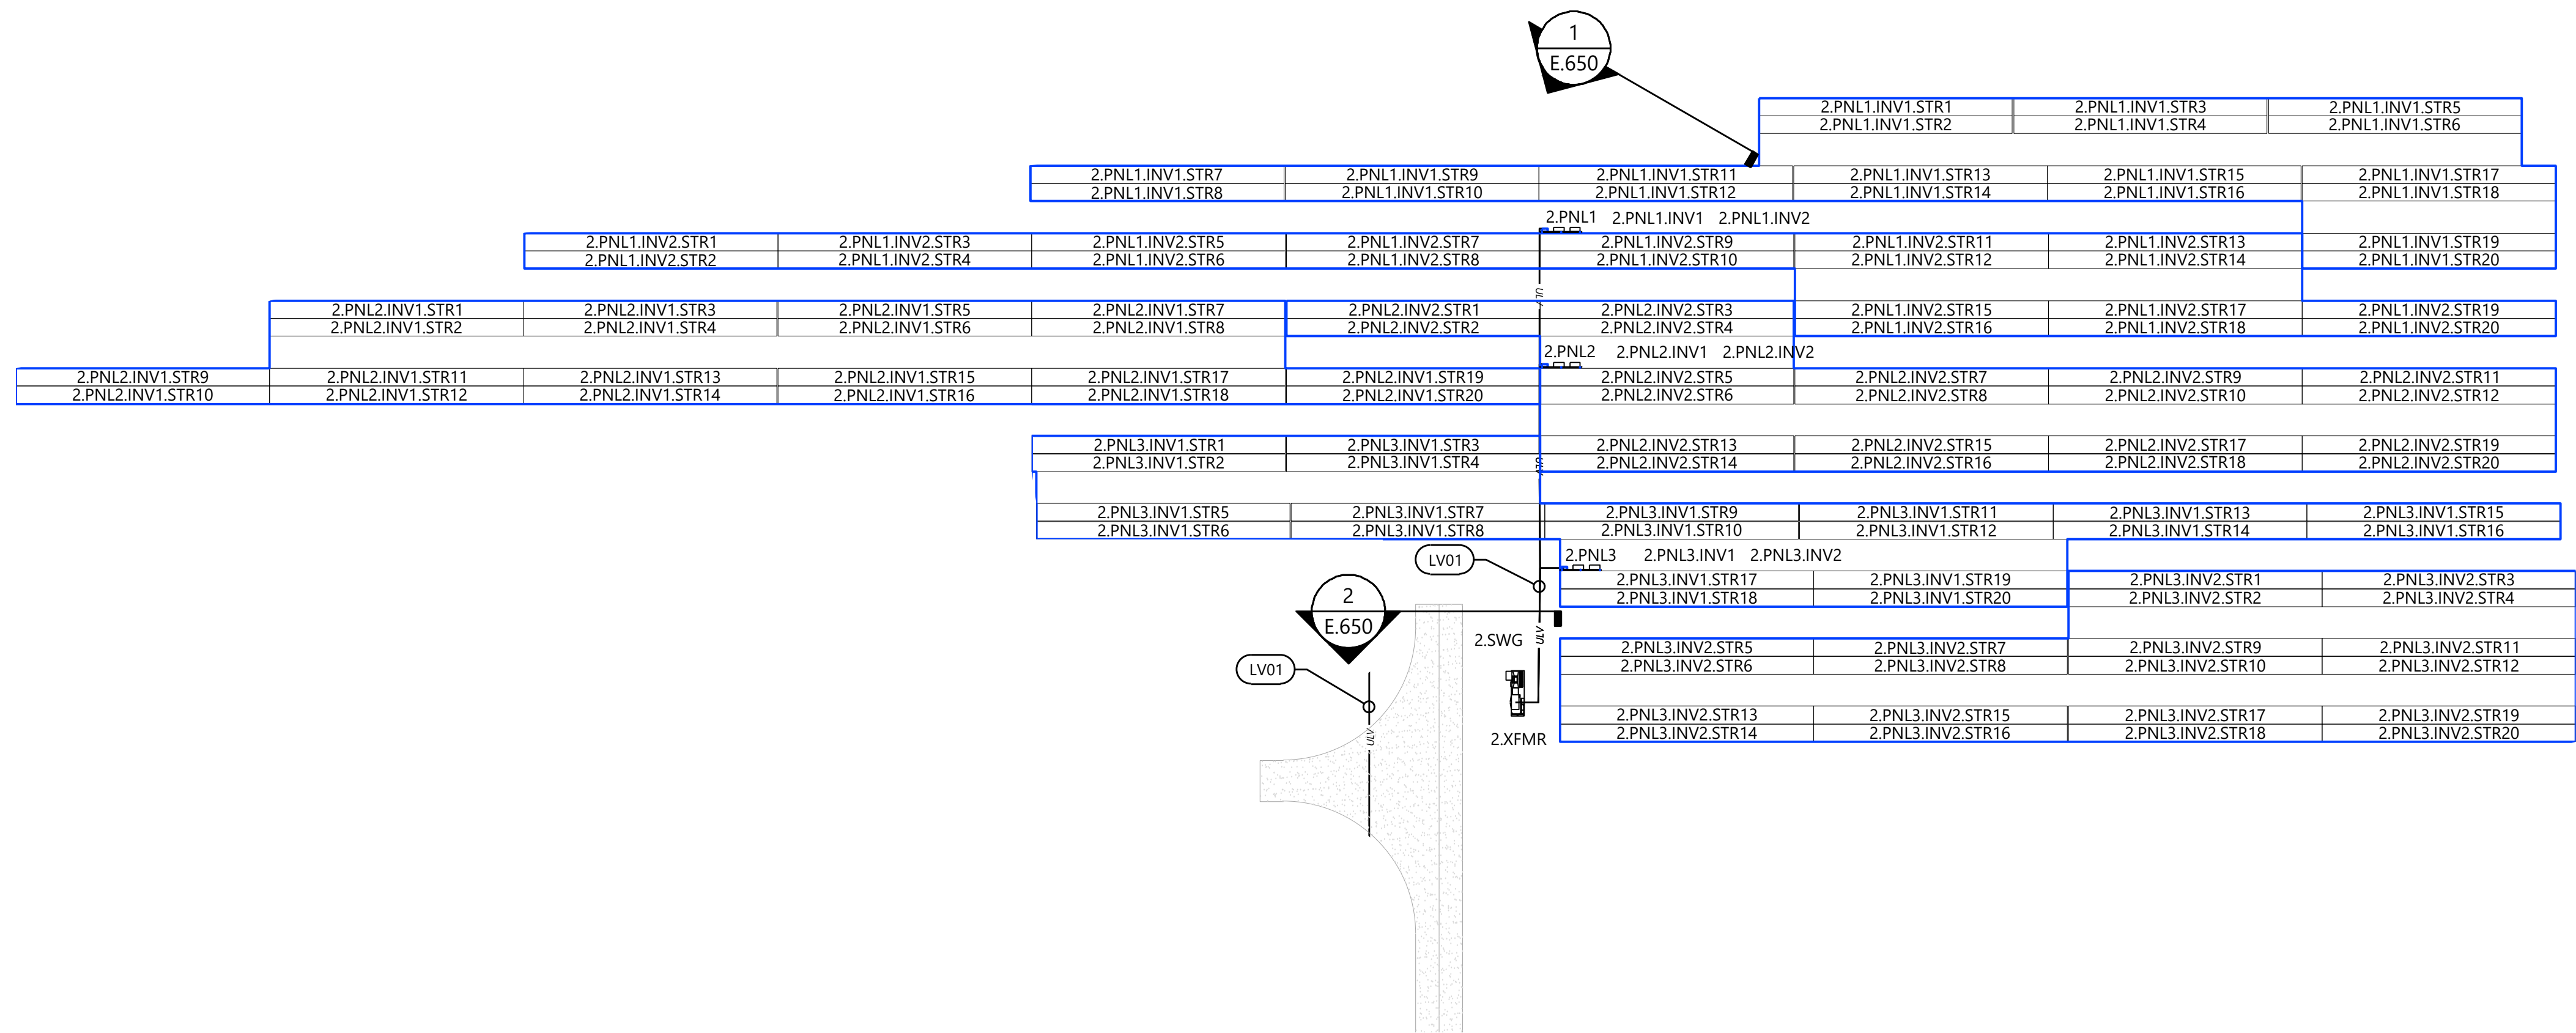 1
E.650
2.PNL1.INV1.STR1 2.PNL1.INV1.STR3 2.PNL1.INV1.STR5
2.PNL1.INV1.STR2 2.PNL1.INV1.STR4 2.PNL1.INV1.STR6
2.PNL1.INV1.STR7 2.PNL1.INV1.STR9 2.PNL1.INV1.STR11 2.PNL1.INV1.STR13 2.PNL1.INV1.STR15 2.PNL1.INV1.STR17
2.PNL1.INV1.STR8 2.PNL1.INV1.STR10 2.PNL1.INV1.STR12 2.PNL1.INV1.STR14 2.PNL1.INV1.STR16 2.PNL1.INV1.STR18
2.PNL1 2.PNL1.INV1 2.PNL1.INV2
2.PNL1.INV2.STR1 2.PNL1.INV2.STR3 2.PNL1.INV2.STR5 2.PNL1.INV2.STR7 2.PNL1.INV2.STR9 2.PNL1.INV2.STR11 2.PNL1.INV2.STR13 2.PNL1.INV1.STR19
2.PNL1.INV2.STR2 2.PNL1.INV2.STR4 2.PNL1.INV2.STR6 2.PNL1.INV2.STR8 2.PNL1.INV2.STR10 2.PNL1.INV2.STR12 2.PNL1.INV2.STR14 2.PNL1.INV1.STR20
2.PNL2.INV1.STR1 2.PNL2.INV1.STR3 2.PNL2.INV1.STR5 2.PNL2.INV1.STR7 2.PNL2.INV2.STR1 2.PNL2.INV2.STR3 2.PNL1.INV2.STR15 2.PNL1.INV2.STR17 2.PNL1.INV2.STR19
2.PNL2.INV1.STR2 2.PNL2.INV1.STR4 2.PNL2.INV1.STR6 2.PNL2.INV1.STR8 2.PNL2.INV2.STR2 2.PNL2.INV2.STR4 2.PNL1.INV2.STR16 2.PNL1.INV2.STR18 2.PNL1.INV2.STR20
2.PNL2 2.PNL2.INV1 2.PNL2.INV2
2.PNL2.INV1.STR9 2.PNL2.INV1.STR11 2.PNL2.INV1.STR13 2.PNL2.INV1.STR15 2.PNL2.INV1.STR17 2.PNL2.INV1.STR19 2.PNL2.INV2.STR5 2.PNL2.INV2.STR7 2.PNL2.INV2.STR9 2.PNL2.INV2.STR11
2.PNL2.INV1.STR10 2.PNL2.INV1.STR12 2.PNL2.INV1.STR14 2.PNL2.INV1.STR16 2.PNL2.INV1.STR18 2.PNL2.INV1.STR20 2.PNL2.INV2.STR6 2.PNL2.INV2.STR8 2.PNL2.INV2.STR10 2.PNL2.INV2.STR12
2.PNL3.INV1.STR1 2.PNL3.INV1.STR3 2.PNL2.INV2.STR13 2.PNL2.INV2.STR15 2.PNL2.INV2.STR17 2.PNL2.INV2.STR19
2.PNL3.INV1.STR2 2.PNL3.INV1.STR4 2.PNL2.INV2.STR14 2.PNL2.INV2.STR16 2.PNL2.INV2.STR18 2.PNL2.INV2.STR20
2.PNL3.INV1.STR5 2.PNL3.INV1.STR7 2.PNL3.INV1.STR9 2.PNL3.INV1.STR11 2.PNL3.INV1.STR13 2.PNL3.INV1.STR15
2.PNL3.INV1.STR6 2.PNL3.INV1.STR8 2.PNL3.INV1.STR10 2.PNL3.INV1.STR12 2.PNL3.INV1.STR14 2.PNL3.INV1.STR16
LV01 2.PNL3 2.PNL3.INV1 2.PNL3.INV2
2.PNL3.INV1.STR17 2.PNL3.INV1.STR19 2.PNL3.INV2.STR1 2.PNL3.INV2.STR3
2.PNL3.INV1.STR18 2.PNL3.INV1.STR20 2.PNL3.INV2.STR2 2.PNL3.INV2.STR4
2
E.650
2.SWG ULV
2.PNL3.INV2.STR5 2.PNL3.INV2.STR7 2.PNL3.INV2.STR9 2.PNL3.INV2.STR11
2.PNL3.INV2.STR6 2.PNL3.INV2.STR8 2.PNL3.INV2.STR10 2.PNL3.INV2.STR12
LV01
2.PNL3.INV2.STR13 2.PNL3.INV2.STR15 2.PNL3.INV2.STR17 2.PNL3.INV2.STR19
2.PNL3.INV2.STR14 2.PNL3.INV2.STR16 2.PNL3.INV2.STR18 2.PNL3.INV2.STR20
ULV
2.XFMR